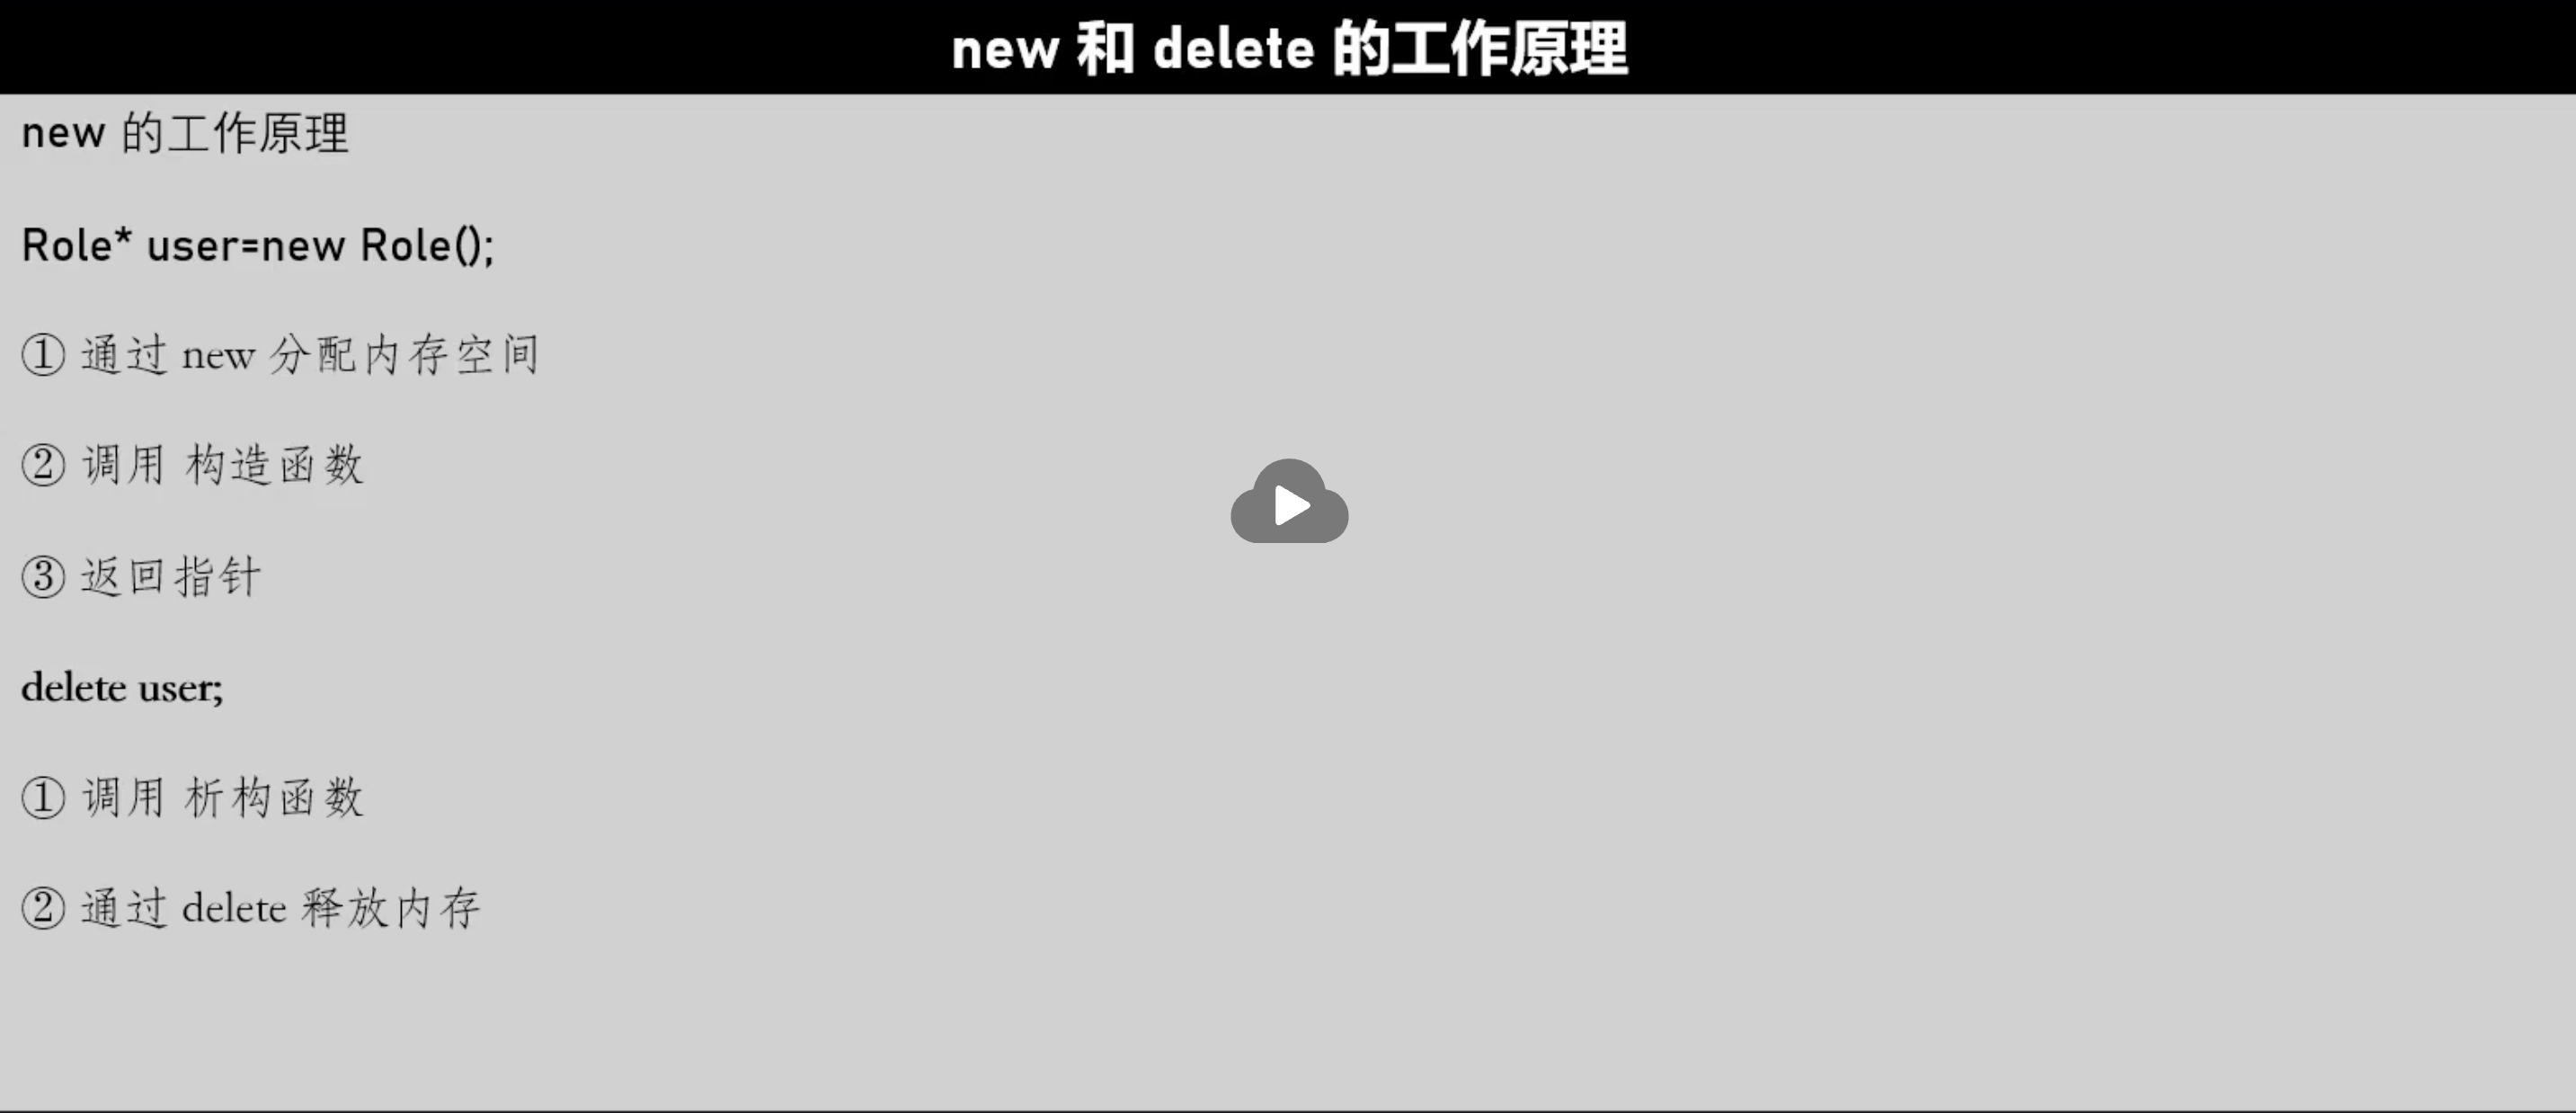 new 和 delete 的工作原理
new 的工作原理
Role* user=new Role();
① 通过 new 分配内存空间
② 调用 构造函数
③ 返回指针
delete user;
① 调用 析构函数
② 通过 delete 释放内存